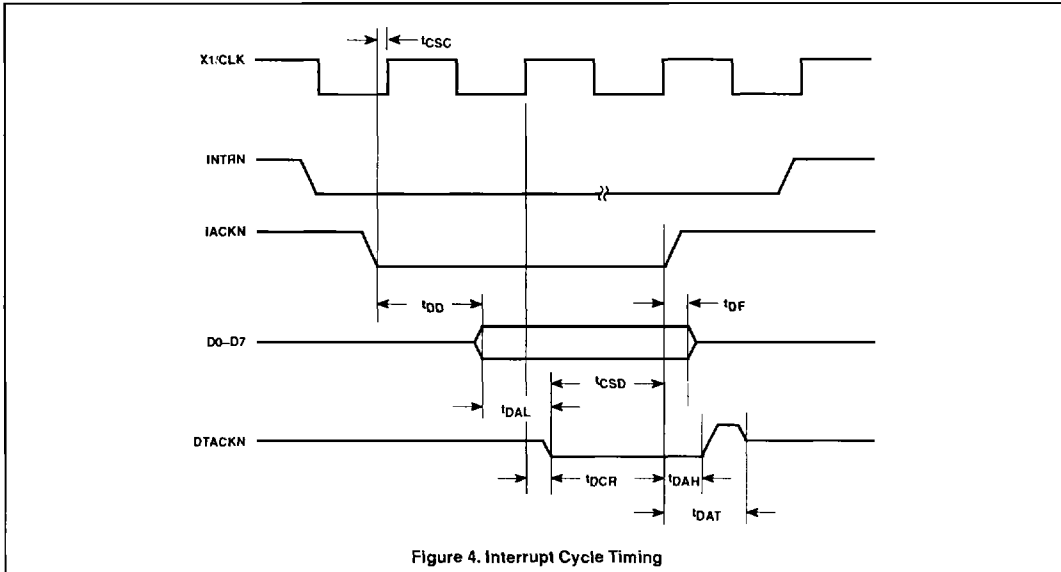 tCSC
X1/CLK
INTRN
IACKN
tDD
tDF
D0–D7
tCSD
tDAL
DTACKN
tDCR
tDAH
tDAT
Figure 4. Interrupt Cycle Timing